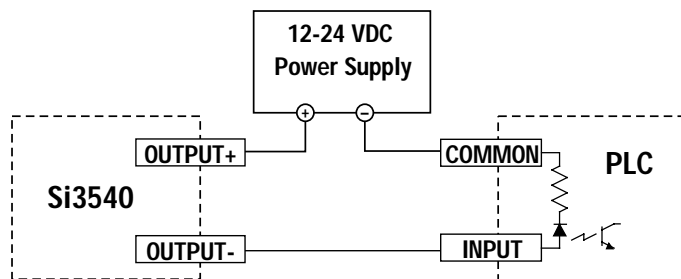 12-24 VDC
Power Supply
+ −
OUTPUT+
COMMON
PLC
Si3540
OUTPUT-
INPUT